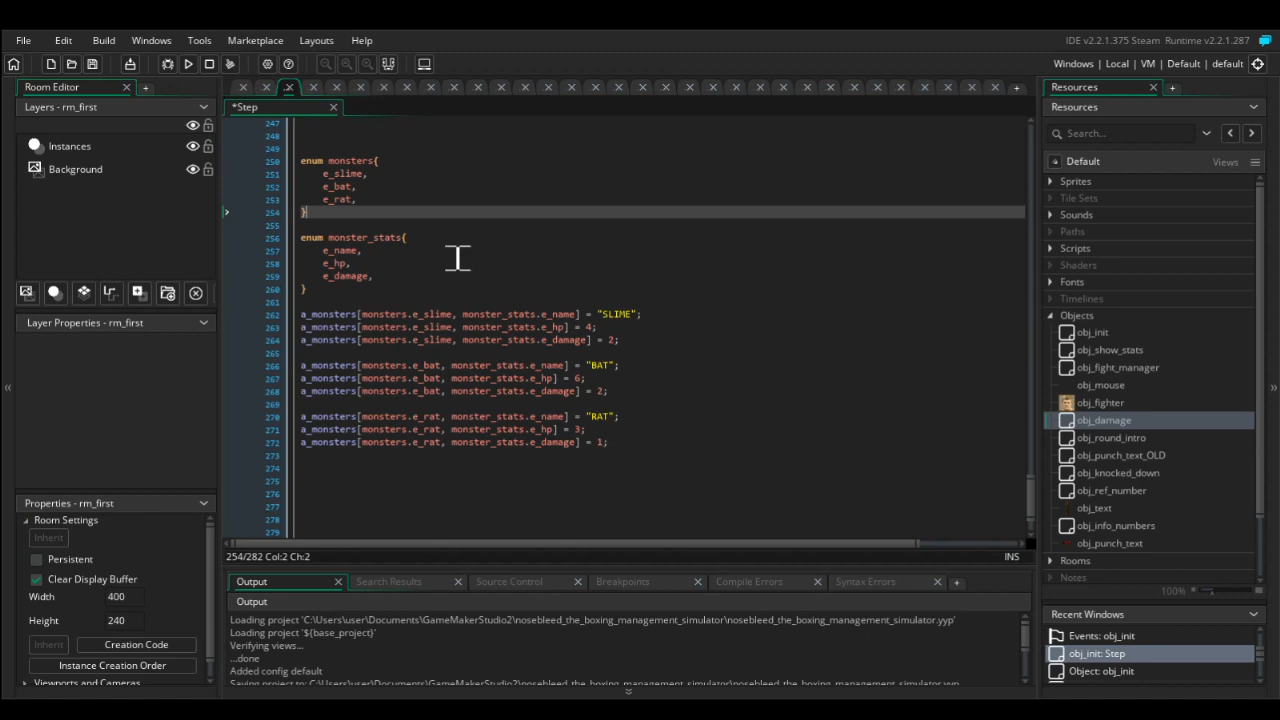 File Edit Build Windows Tools Marketplace Layouts Help
IDE v2.2.1.375 Steam Runtime v2.2.1.287
Windows | Local | VM | Default | default
Room Editor
Layers - rm_first
Instances
Background
Layer Properties - rm_first
Properties - rm_first
Room Settings
Inherit
Persistent
Clear Display Buffer
Width 400
Height 240
Inherit Creation Code
Instance Creation Order
Viewports and Cameras
*Step
247
248
249
250 enum monsters{
251 e_slime,
252 e_bat,
253 e_rat,
254 }
255
256 enum monster_stats{
257 e_name,
258 e_hp,
259 e_damage,
260 }
261
262 a_monsters[monsters.e_slime, monster_stats.e_name] = "SLIME";
263 a_monsters[monsters.e_slime, monster_stats.e_hp] = 4;
264 a_monsters[monsters.e_slime, monster_stats.e_damage] = 2;
265
266 a_monsters[monsters.e_bat, monster_stats.e_name] = "BAT";
267 a_monsters[monsters.e_bat, monster_stats.e_hp] = 6;
268 a_monsters[monsters.e_bat, monster_stats.e_damage] = 2;
269
270 a_monsters[monsters.e_rat, monster_stats.e_name] = "RAT";
271 a_monsters[monsters.e_rat, monster_stats.e_hp] = 3;
272 a_monsters[monsters.e_rat, monster_stats.e_damage] = 1;
273
274
275
276
277
278
279
254/282 Col:2 Ch:2 INS
Output Search Results Source Control Breakpoints Compile Errors Syntax Errors
Output
Loading project 'C:\Users\user\Documents\GameMakerStudio2\nosebleed_the_boxing_management_simulator\nosebleed_the_boxing_management_simulator.yyp'
Loading project '${base_project}'
Verifying views...
...done
Added config default
Saving project to: C:\Users\user\Documents\GameMakerStudio2\nosebleed_the_boxing_management_simulator\nosebleed_the_boxing_management_simulator.yyp
Resources
Resources
Search...
Default Views
Sprites
Tile Sets
Sounds
Paths
Scripts
Shaders
Fonts
Timelines
Objects
obj_init
obj_show_stats
obj_fight_manager
obj_mouse
obj_fighter
obj_damage
obj_round_intro
obj_punch_text_OLD
obj_knocked_down
obj_ref_number
obj_text
obj_info_numbers
obj_punch_text
Rooms
Notes
100%
Recent Windows
Events: obj_init
obj_init: Step
Object: obj_init